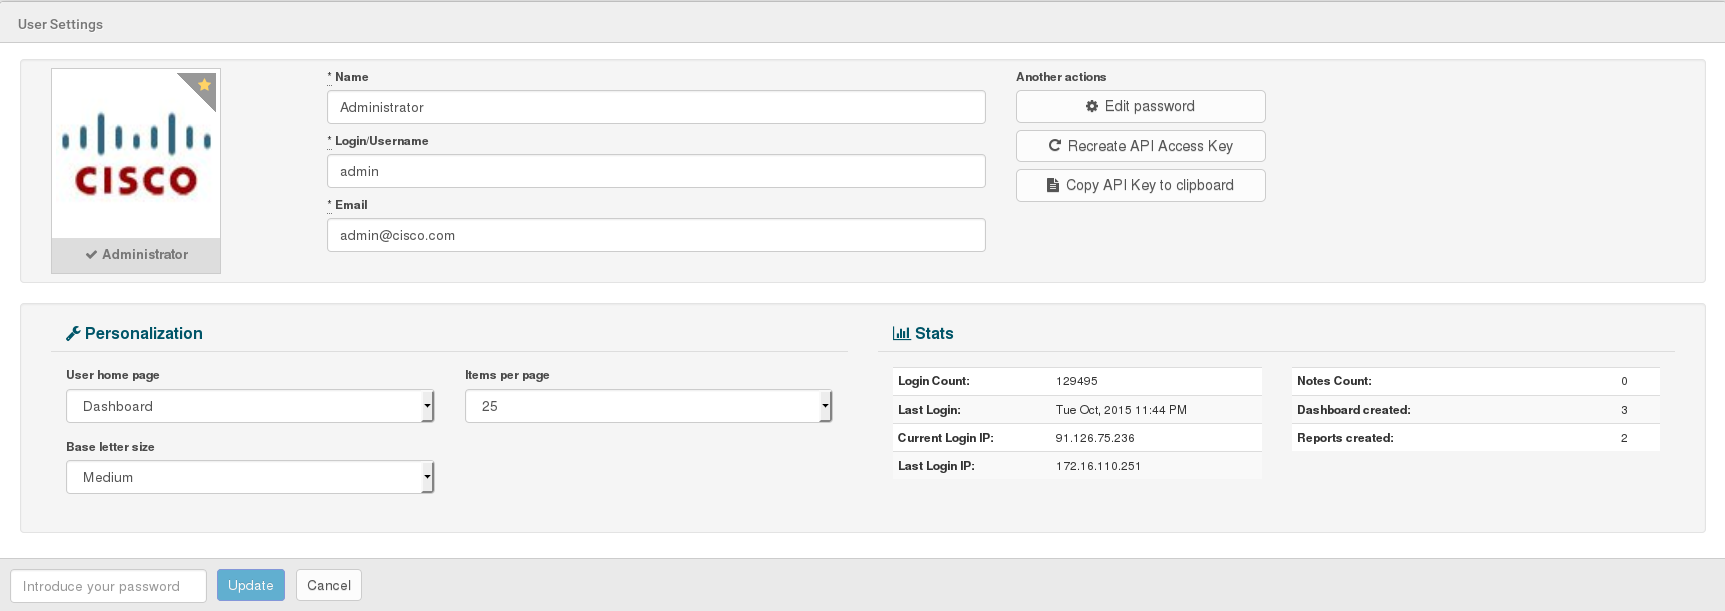 User Settings
CISCO
Administrator
* Name
Administrator
* Login/Username
admin
* Email
admin@cisco.com
Another actions
Edit password
Recreate API Access Key
Copy API Key to clipboard
Personalization
User home page
Dashboard
Items per page
25
Base letter size
Medium
Stats
Login Count: 129495
Last Login: Tue Oct, 2015 11:44 PM
Current Login IP: 91.126.75.236
Last Login IP: 172.16.110.251
Notes Count: 0
Dashboard created: 3
Reports created: 2
Introduce your password
Update
Cancel